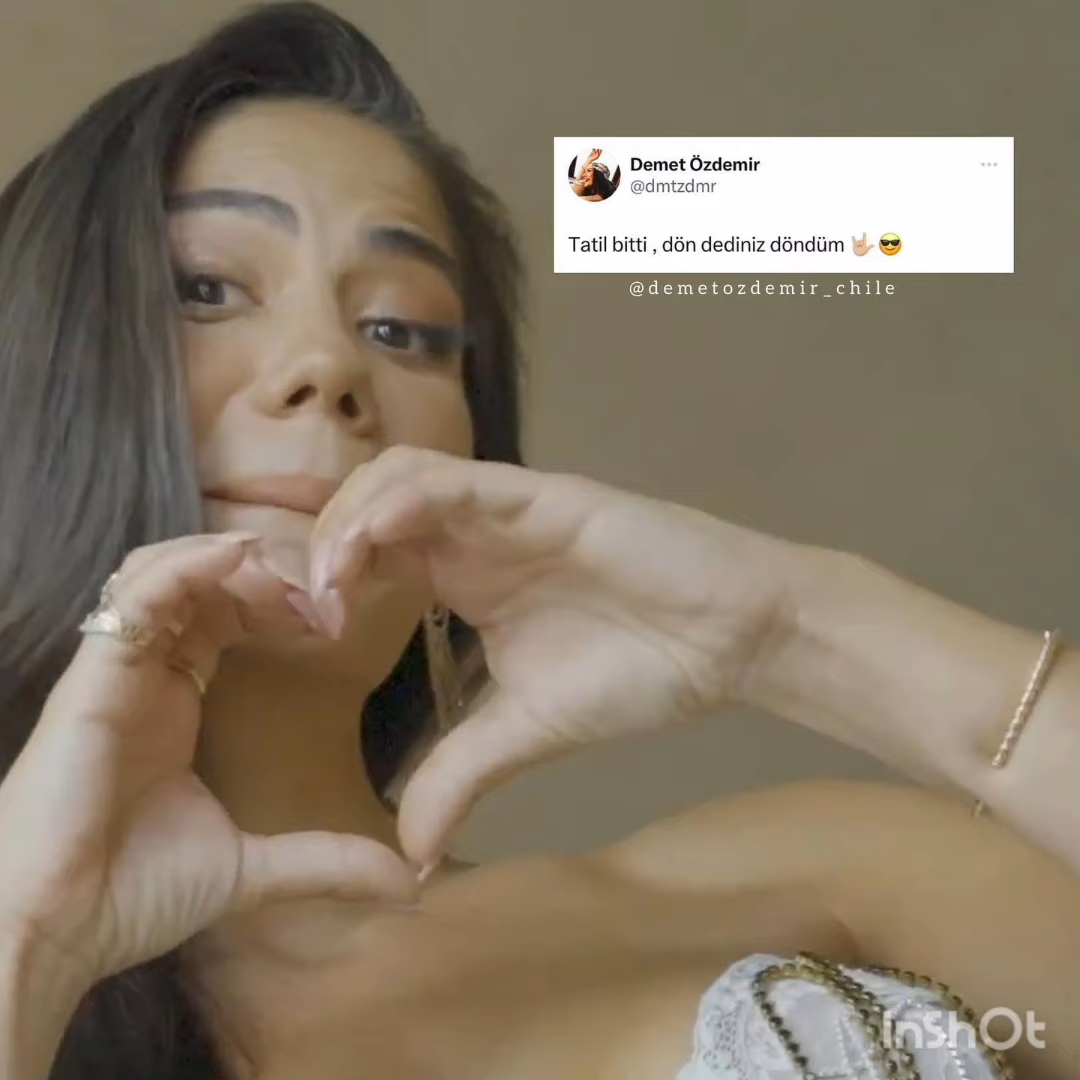 Demet Özdemir
@dmtzdmr
Tatil bitti , dön dediniz döndüm 🤟🏼😎
@demetozdemir_chile
InShOt